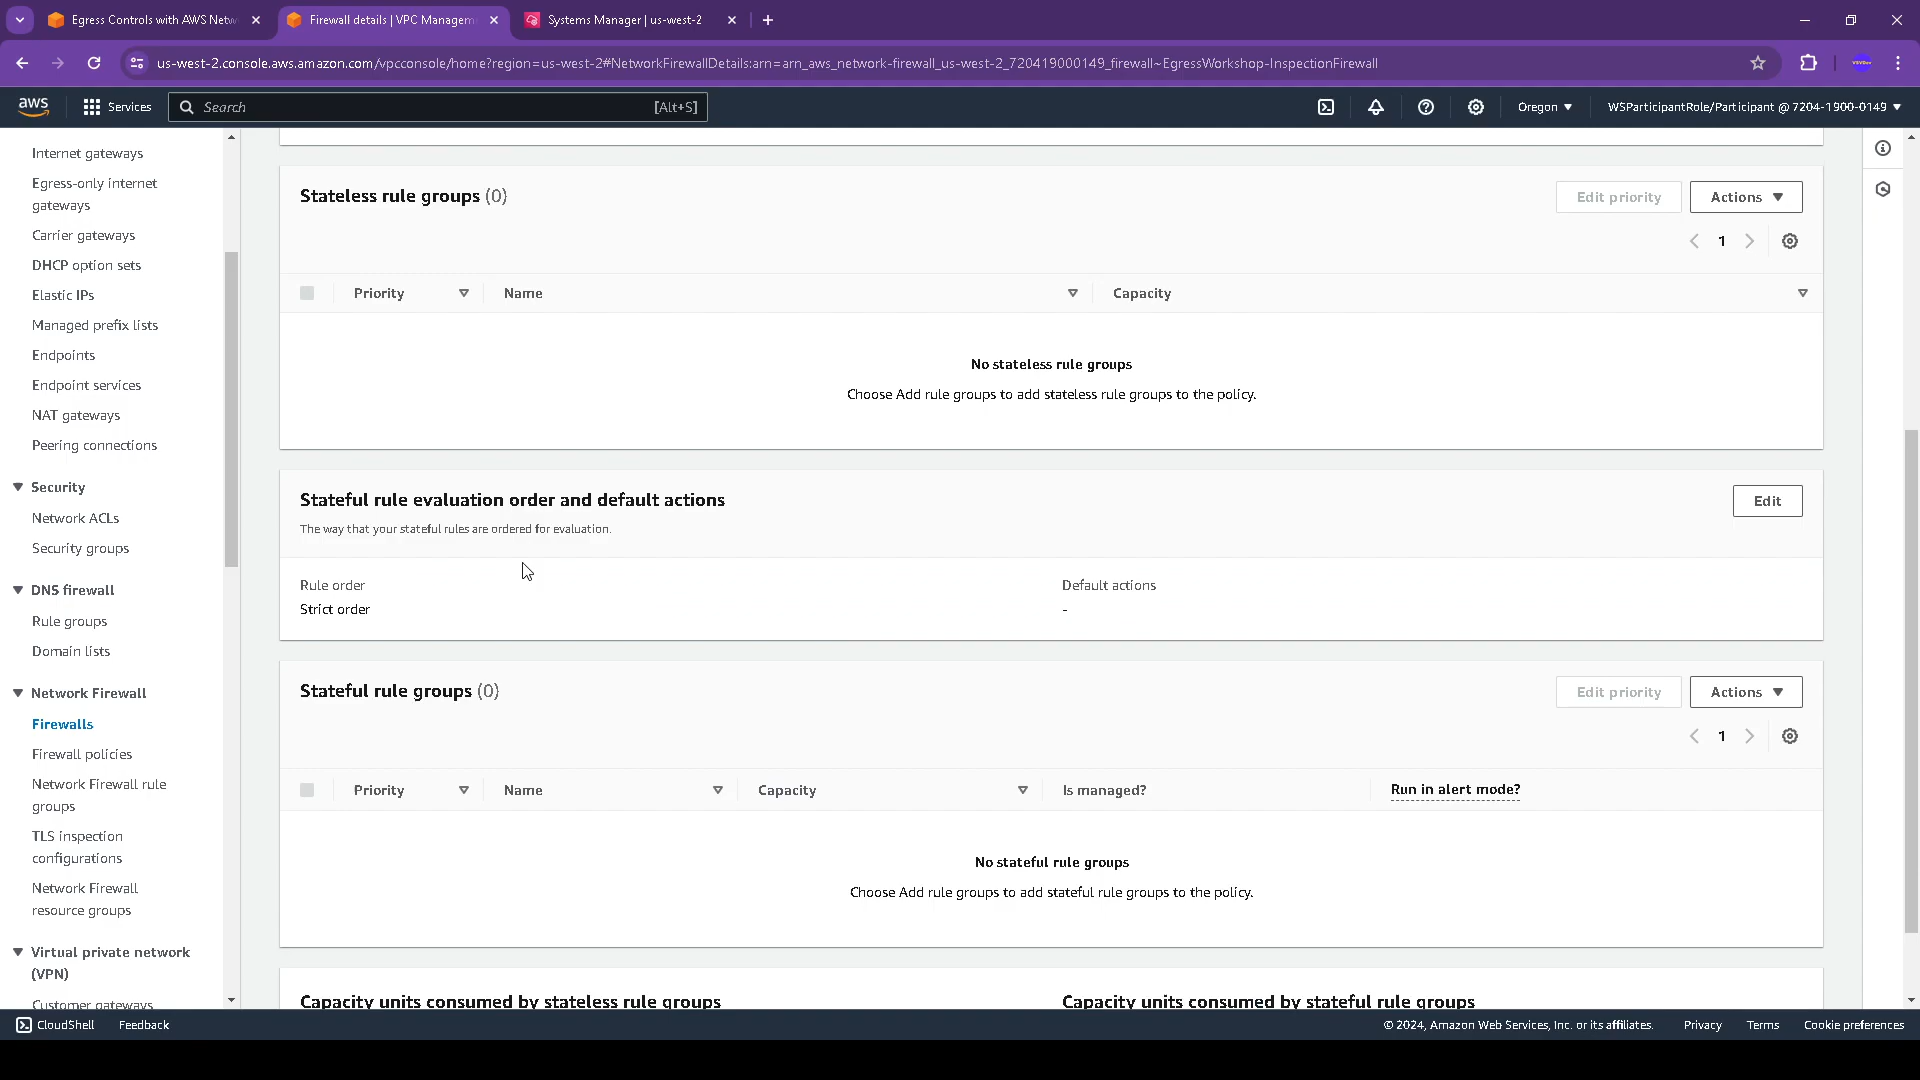 Egress Controls with AWS Netw
Firewall details | VPC Managem
Systems Manager | us-west-2
us-west-2.console.aws.amazon.com/vpcconsole/home?region=us-west-2#NetworkFirewallDetails:arn=arn_aws_network-firewall_us-west-2_720419000149_firewall~EgressWorkshop-InspectionFirewall
aws
Services
Search
[Alt+S]
Oregon
WSParticipantRole/Participant @ 7204-1900-0149
Internet gateways
Egress-only internet
gateways
Carrier gateways
DHCP option sets
Elastic IPs
Managed prefix lists
Endpoints
Endpoint services
NAT gateways
Peering connections
Security
Network ACLs
Security groups
DNS firewall
Rule groups
Domain lists
Network Firewall
Firewalls
Firewall policies
Network Firewall rule
groups
TLS inspection
configurations
Network Firewall
resource groups
Virtual private network
(VPN)
Customer gateways
Stateless rule groups (0)
Edit priority
Actions
1
Priority
Name
Capacity
No stateless rule groups
Choose Add rule groups to add stateless rule groups to the policy.
Stateful rule evaluation order and default actions
Edit
The way that your stateful rules are ordered for evaluation.
Rule order
Strict order
Default actions
-
Stateful rule groups (0)
Edit priority
Actions
1
Priority
Name
Capacity
Is managed?
Run in alert mode?
No stateful rule groups
Choose Add rule groups to add stateful rule groups to the policy.
Capacity units consumed by stateless rule groups
Capacity units consumed by stateful rule groups
CloudShell
Feedback
© 2024, Amazon Web Services, Inc. or its affiliates.
Privacy
Terms
Cookie preferences